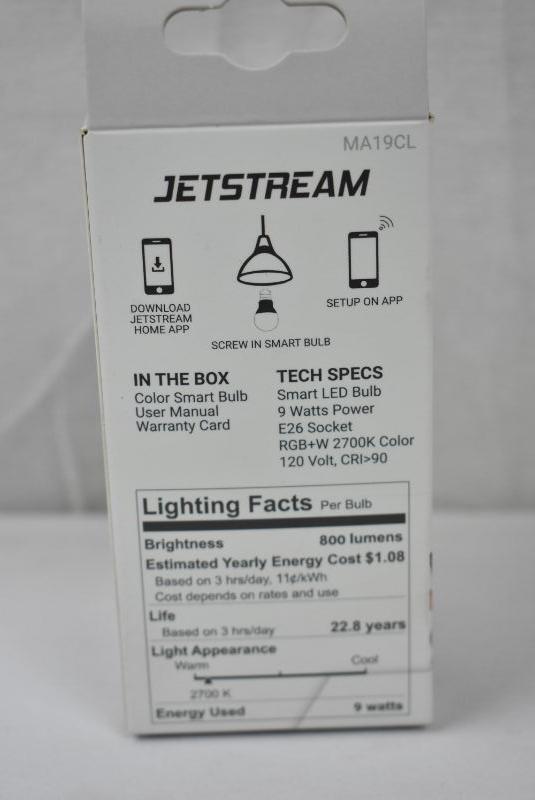 MA19CL
JETSTREAM
DOWNLOAD
JETSTREAM
HOME APP
SCREW IN SMART BULB
SETUP ON APP
IN THE BOX
Color Smart Bulb
User Manual
Warranty Card
TECH SPECS
Smart LED Bulb
9 Watts Power
E26 Socket
RGB+W 2700K Color
120 Volt, CRI>90
Lighting Facts Per Bulb
Brightness 800 lumens
Estimated Yearly Energy Cost $1.08
Based on 3 hrs/day, 11¢/kWh
Cost depends on rates and use
Life
Based on 3 hrs/day 22.8 years
Light Appearance
Warm Cool
2700 K
Energy Used 9 watts